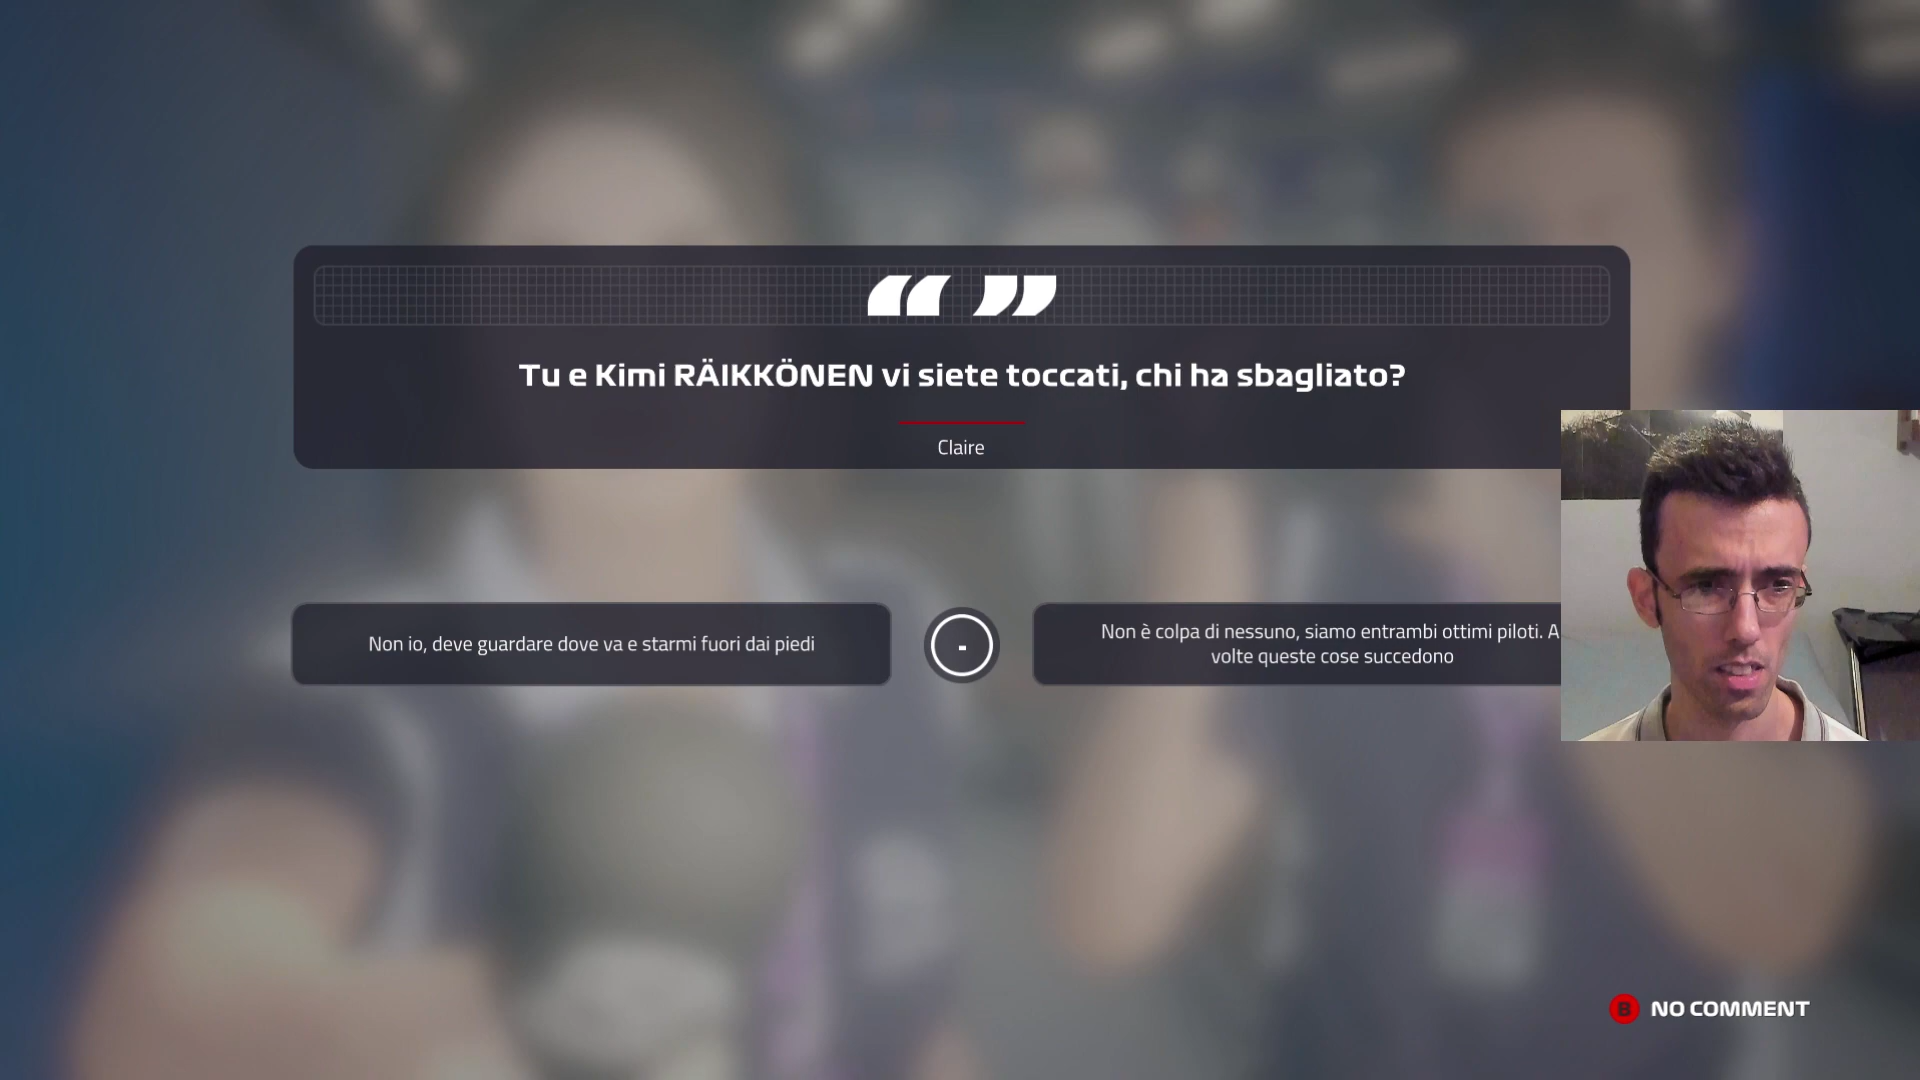 Tu e Kimi RÄIKKÖNEN vi siete toccati, chi ha sbagliato?
Claire
Non io, deve guardare dove va e starmi fuori dai piedi
-
Non è colpa di nessuno, siamo entrambi ottimi piloti. A
volte queste cose succedono
B NO COMMENT